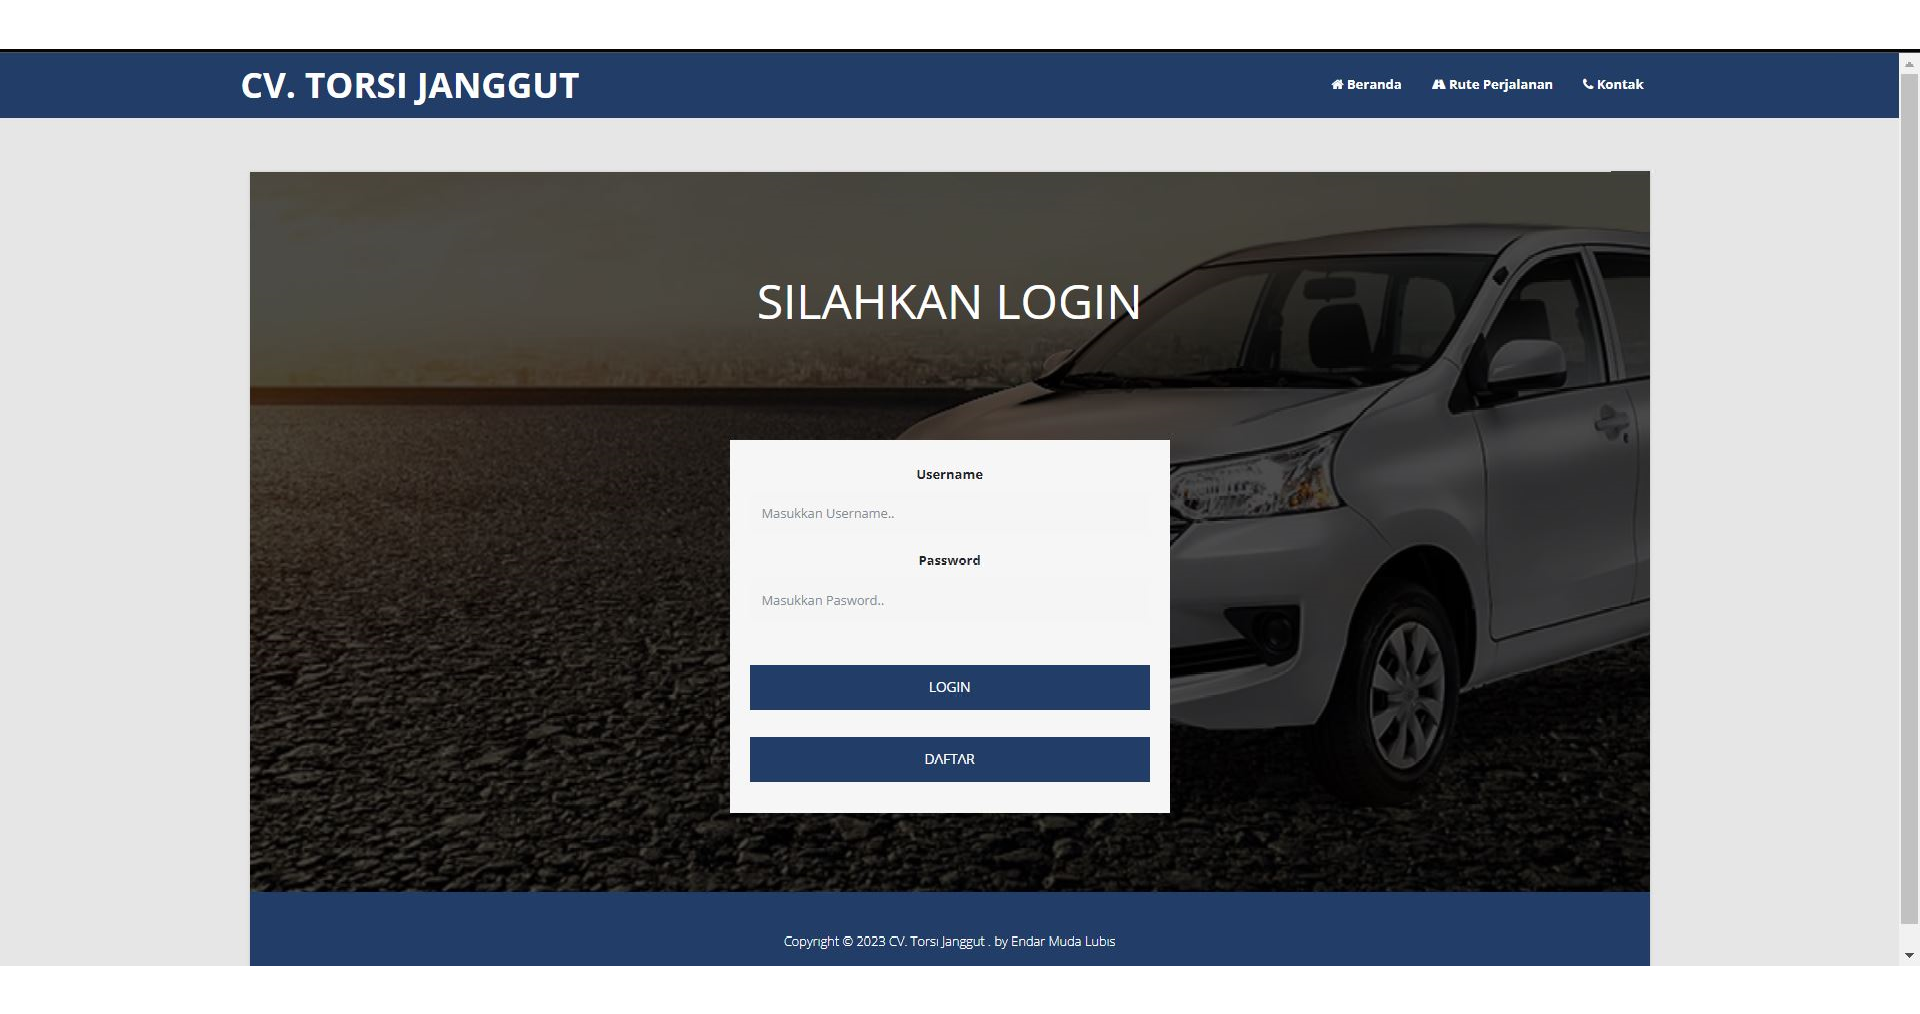 CV. TORSI JANGGUT
Beranda Rute Perjalanan Kontak
SILAHKAN LOGIN
Username
Masukkan Username..
Password
Masukkan Pasword..
LOGIN
DAFTAR
Copyright © 2023 CV. Torsi Janggut . by Endar Muda Lubis